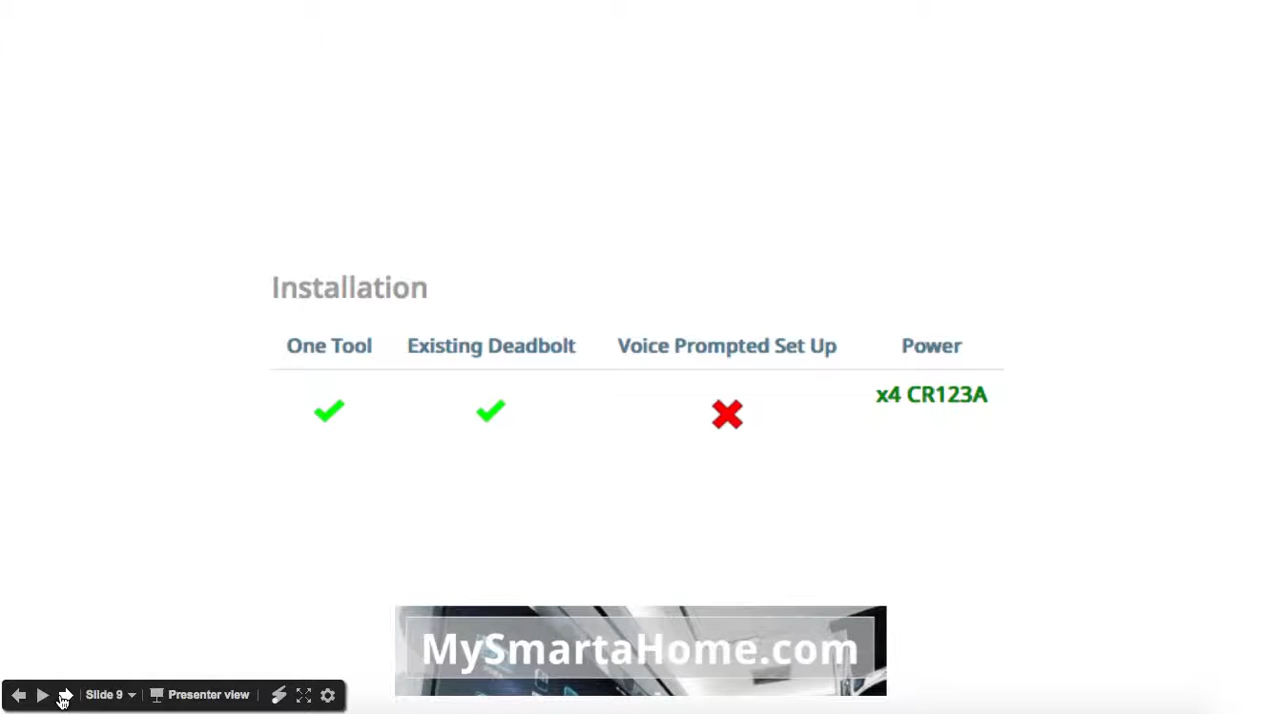 Installation
One Tool Existing Deadbolt Voice Prompted Set Up Power
x4 CR123A
MySmartaHome.com
Slide 9 Presenter view